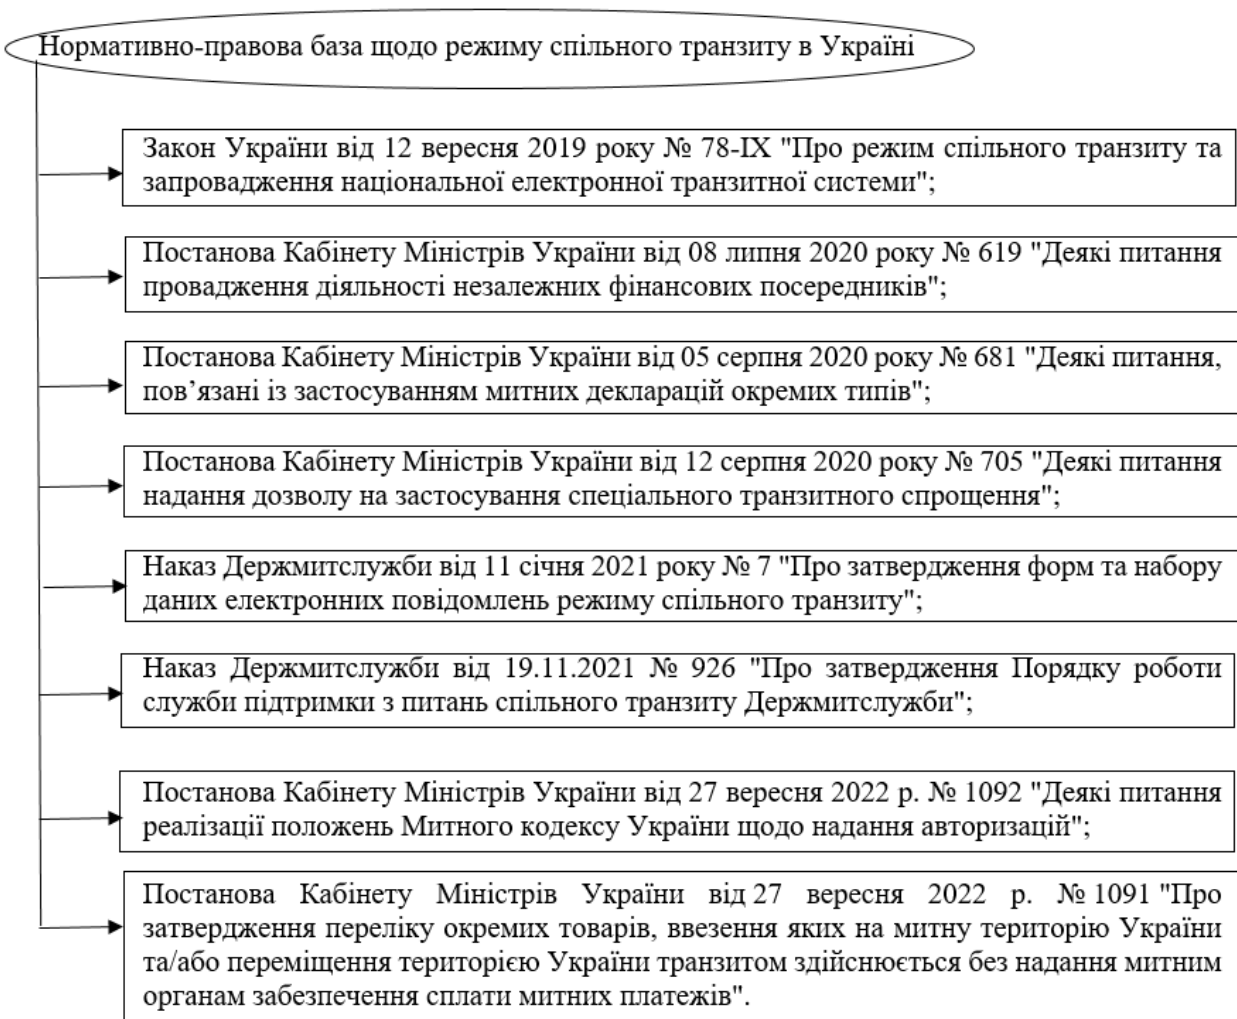 Нормативно-правова база щодо режиму спільного транзиту в Україні
Закон України від 12 вересня 2019 року № 78-IX "Про режим спільного транзиту та
запровадження національної електронної транзитної системи";
Постанова Кабінету Міністрів України від 08 липня 2020 року № 619 "Деякі питання
провадження діяльності незалежних фінансових посередників";
Постанова Кабінету Міністрів України від 05 серпня 2020 року № 681 "Деякі питання,
пов’язані із застосуванням митних декларацій окремих типів";
Постанова Кабінету Міністрів України від 12 серпня 2020 року № 705 "Деякі питання
надання дозволу на застосування спеціального транзитного спрощення";
Наказ Держмитслужби від 11 січня 2021 року № 7 "Про затвердження форм та набору
даних електронних повідомлень режиму спільного транзиту";
Наказ Держмитслужби від 19.11.2021 № 926 "Про затвердження Порядку роботи
служби підтримки з питань спільного транзиту Держмитслужби";
Постанова Кабінету Міністрів України від 27 вересня 2022 р. № 1092 "Деякі питання
реалізації положень Митного кодексу України щодо надання авторизацій";
Постанова Кабінету Міністрів України від 27 вересня 2022 р. № 1091 "Про
затвердження переліку окремих товарів, ввезення яких на митну територію України
та/або переміщення територією України транзитом здійснюється без надання митним
органам забезпечення сплати митних платежів".